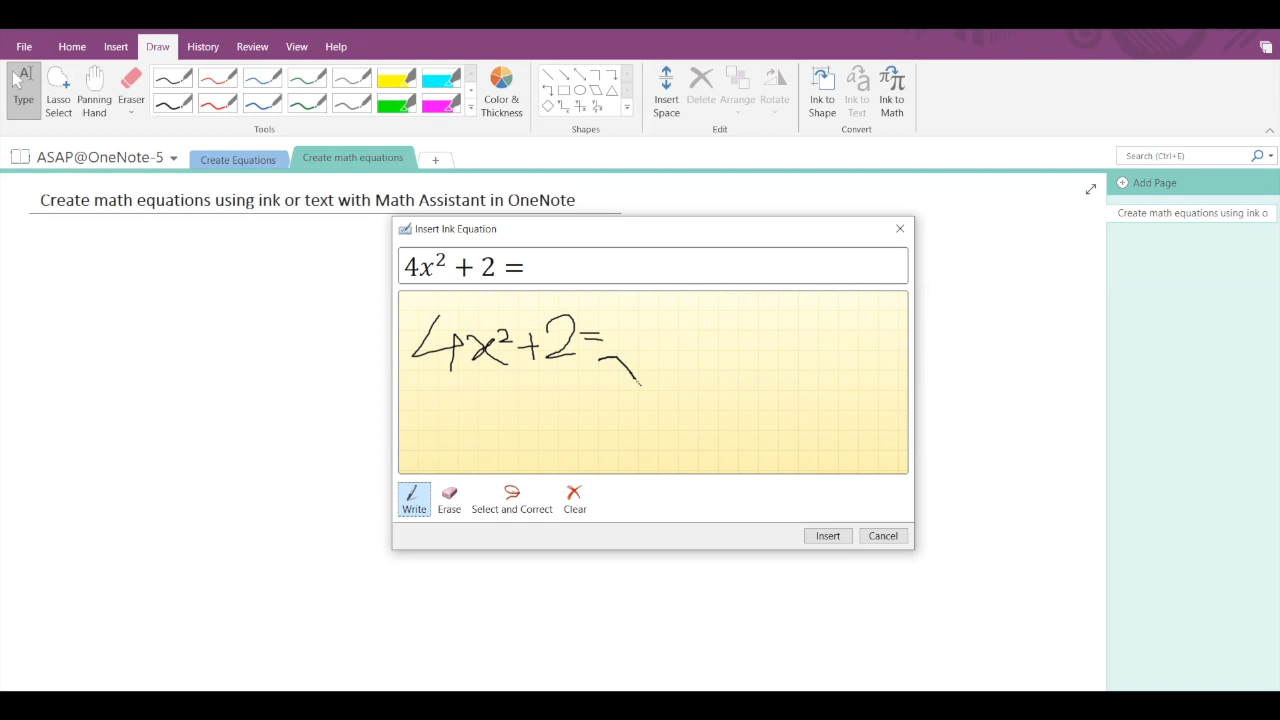 File Home Insert Draw History Review View Help
Type
Lasso Select
Panning Hand
Eraser
Color & Thickness
Insert Space
Delete
Arrange
Rotate
Ink to Shape
Ink to Text
Ink to Math
Tools Shapes Edit Convert
ASAP@OneNote-5 Create Equations Create math equations +
Search (Ctrl+E)
Add Page
Create math equations using ink or text with Math Assistant in OneNote
Create math equations using ink o
Insert Ink Equation
4x² + 2 =
4x²+2=
Write Erase Select and Correct Clear
Insert Cancel